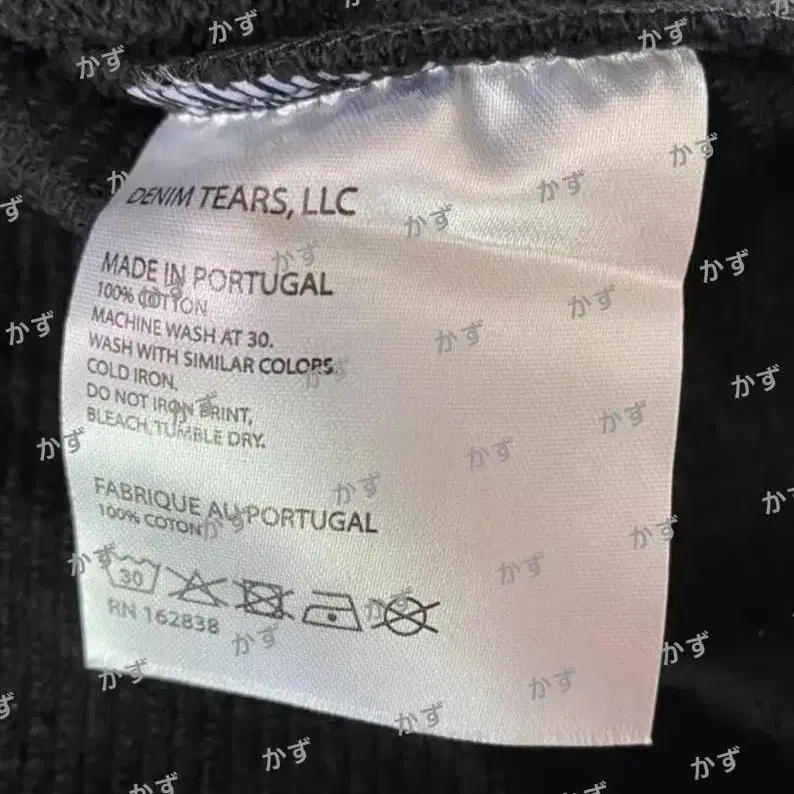 DENIM TEARS, LLC
MADE IN PORTUGAL
100% COTTON
MACHINE WASH AT 30.
WASH WITH SIMILAR COLORS.
COLD IRON.
DO NOT IRON PRINT,
BLEACH, TUMBLE DRY.
FABRIQUE AU PORTUGAL
100% COTON
30
RN 162838
かず